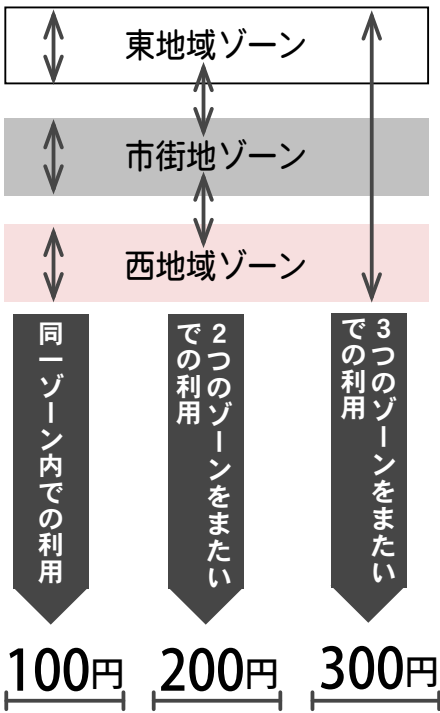 東地域ゾーン
市街地ゾーン
西地域ゾーン
同一ゾーン内での利用
2つのゾーンをまたい
での利用
3つのゾーンをまたい
での利用
100円
200円
300円